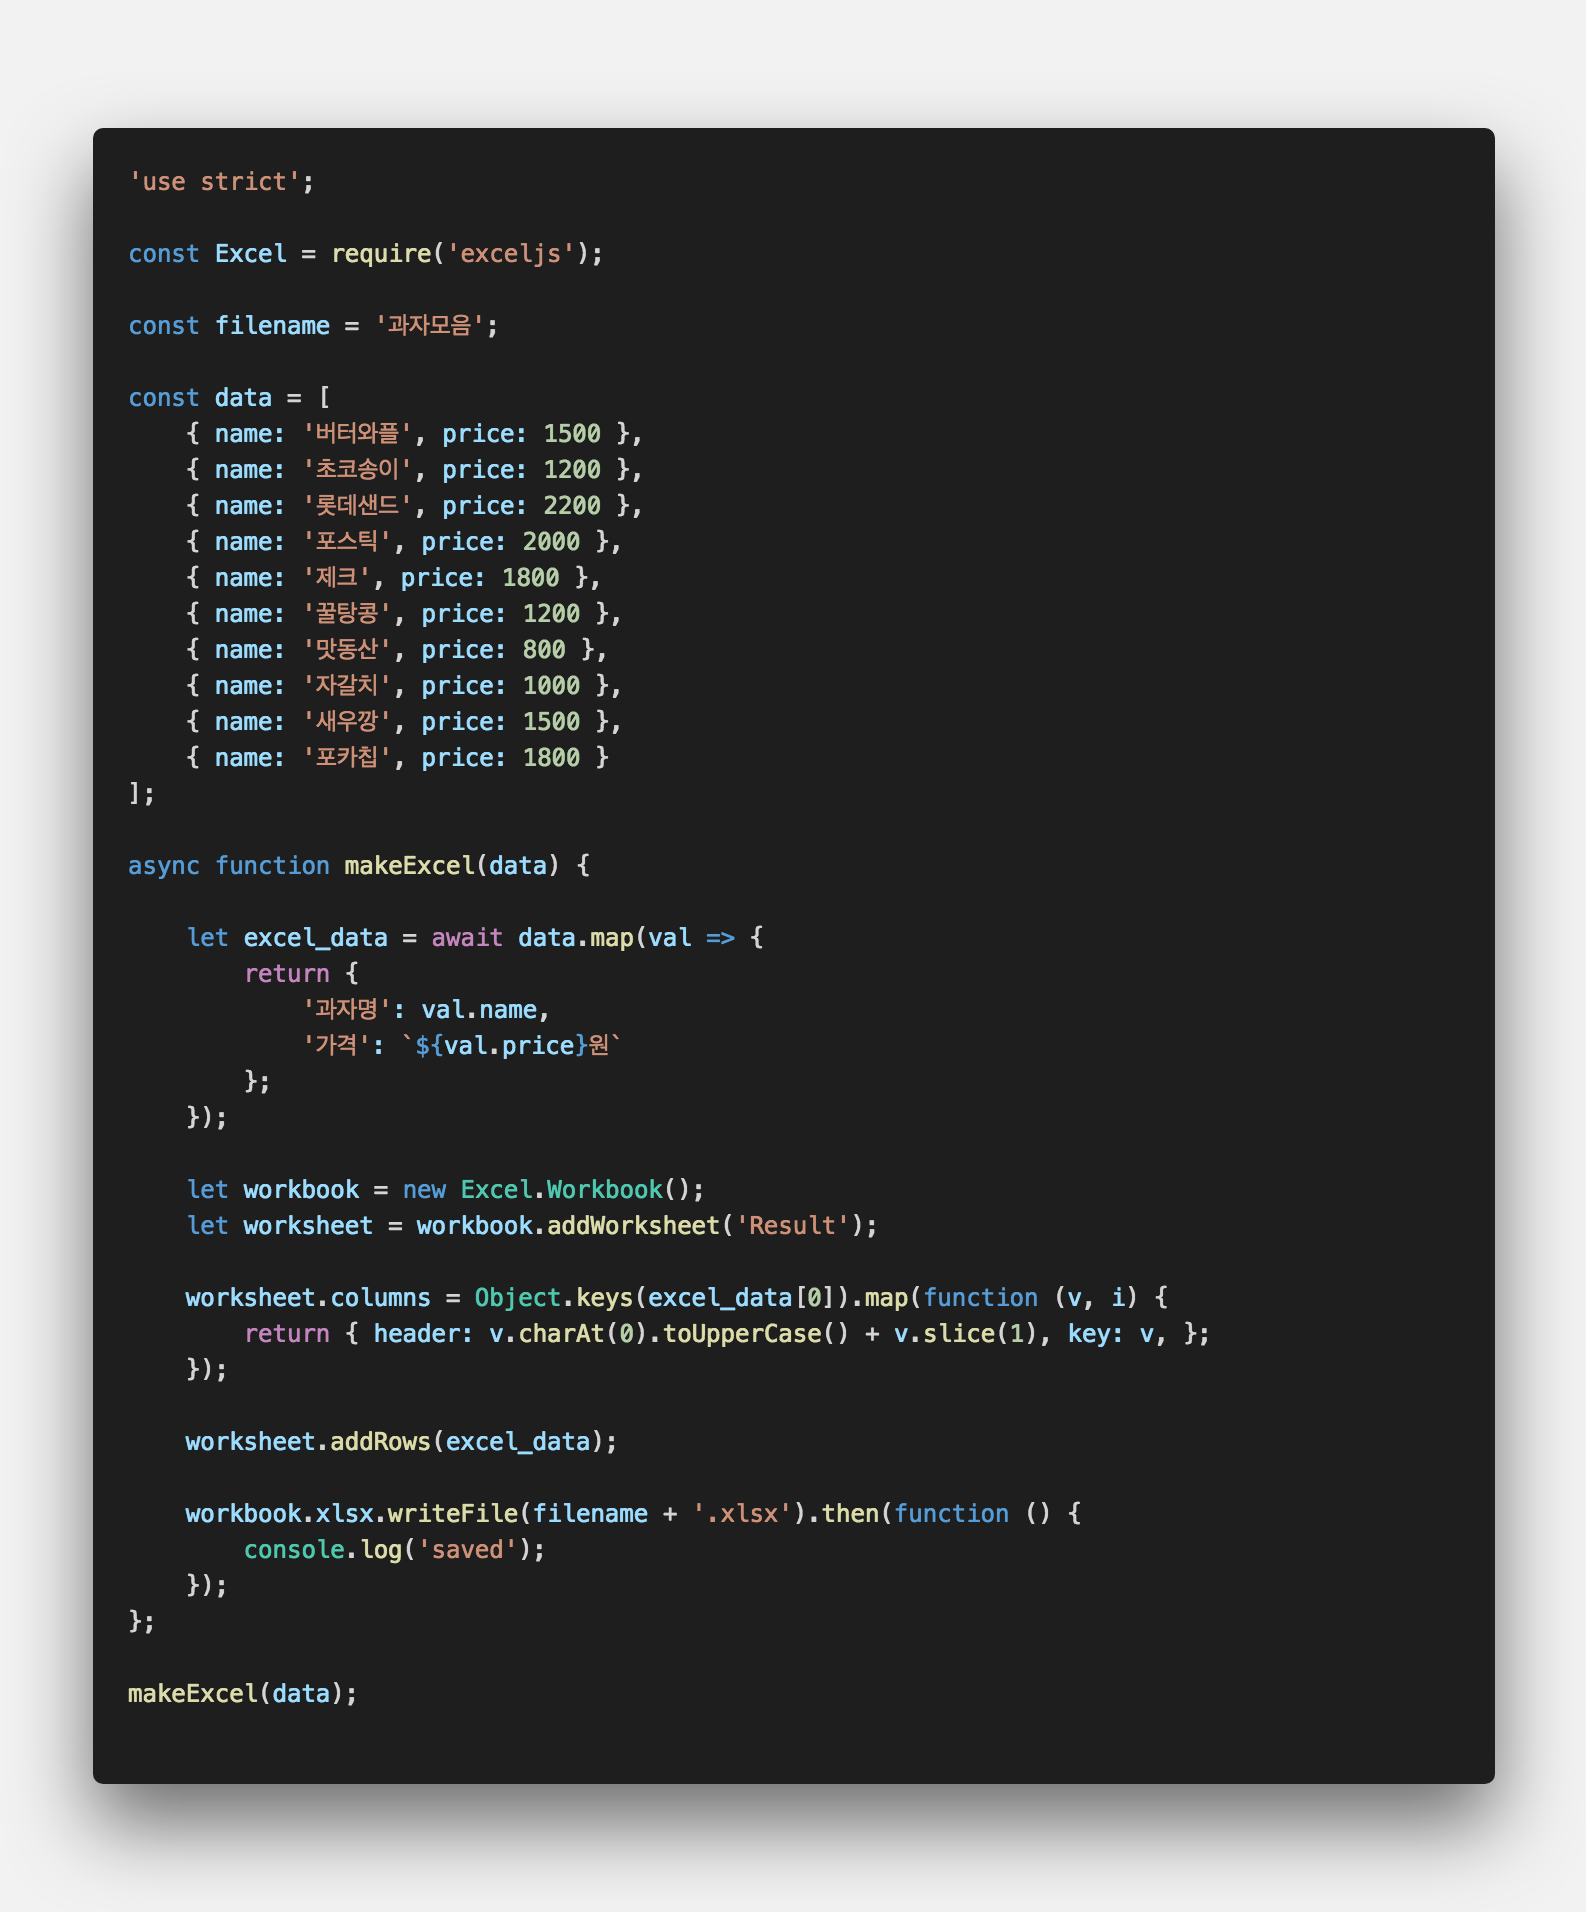 'use strict';
const Excel = require('exceljs');
const filename = '과자모음';
const data = [
    { name: '버터와플', price: 1500 },
    { name: '초코송이', price: 1200 },
    { name: '롯데샌드', price: 2200 },
    { name: '포스틱', price: 2000 },
    { name: '제크', price: 1800 },
    { name: '꿀탕콩', price: 1200 },
    { name: '맛동산', price: 800 },
    { name: '자갈치', price: 1000 },
    { name: '새우깡', price: 1500 },
    { name: '포카칩', price: 1800 }
];
async function makeExcel(data) {
    let excel_data = await data.map(val => {
        return {
            '과자명': val.name,
            '가격': `${val.price}원`
        };
    });
    let workbook = new Excel.Workbook();
    let worksheet = workbook.addWorksheet('Result');
    worksheet.columns = Object.keys(excel_data[0]).map(function (v, i) {
        return { header: v.charAt(0).toUpperCase() + v.slice(1), key: v, };
    });
    worksheet.addRows(excel_data);
    workbook.xlsx.writeFile(filename + '.xlsx').then(function () {
        console.log('saved');
    });
};
makeExcel(data);